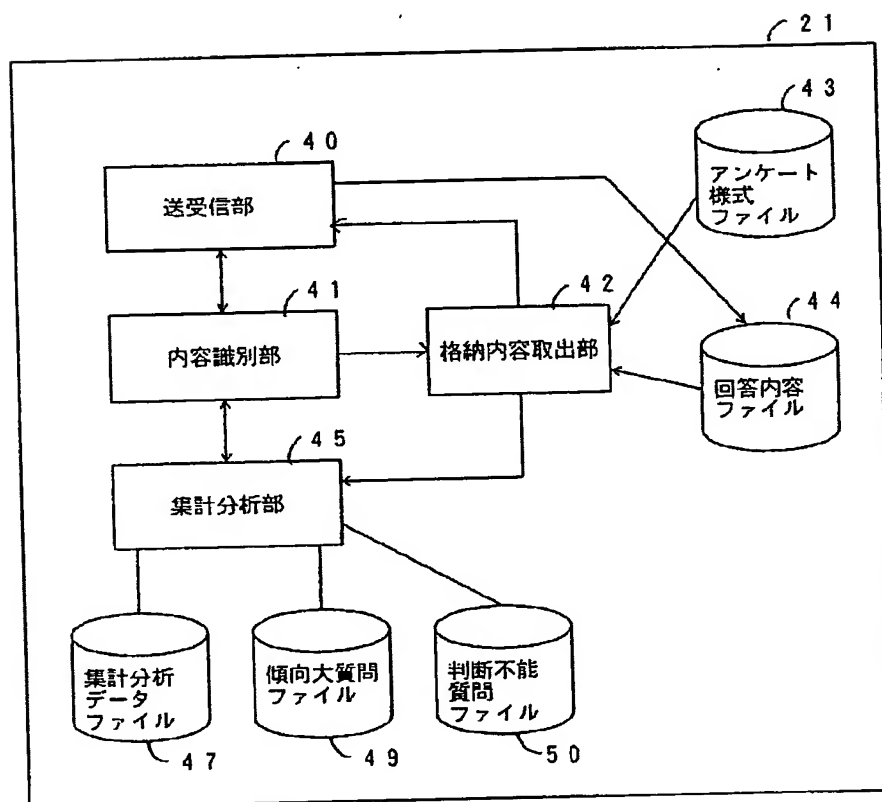 21
43
アンケート
様式
ファイル
40
送受信部
41
内容識別部
42
格納内容取出部
44
回答内容
ファイル
45
集計分析部
集計分析
データ
ファイル
47
傾向大質問
ファイル
49
判断不能
質問
ファイル
50